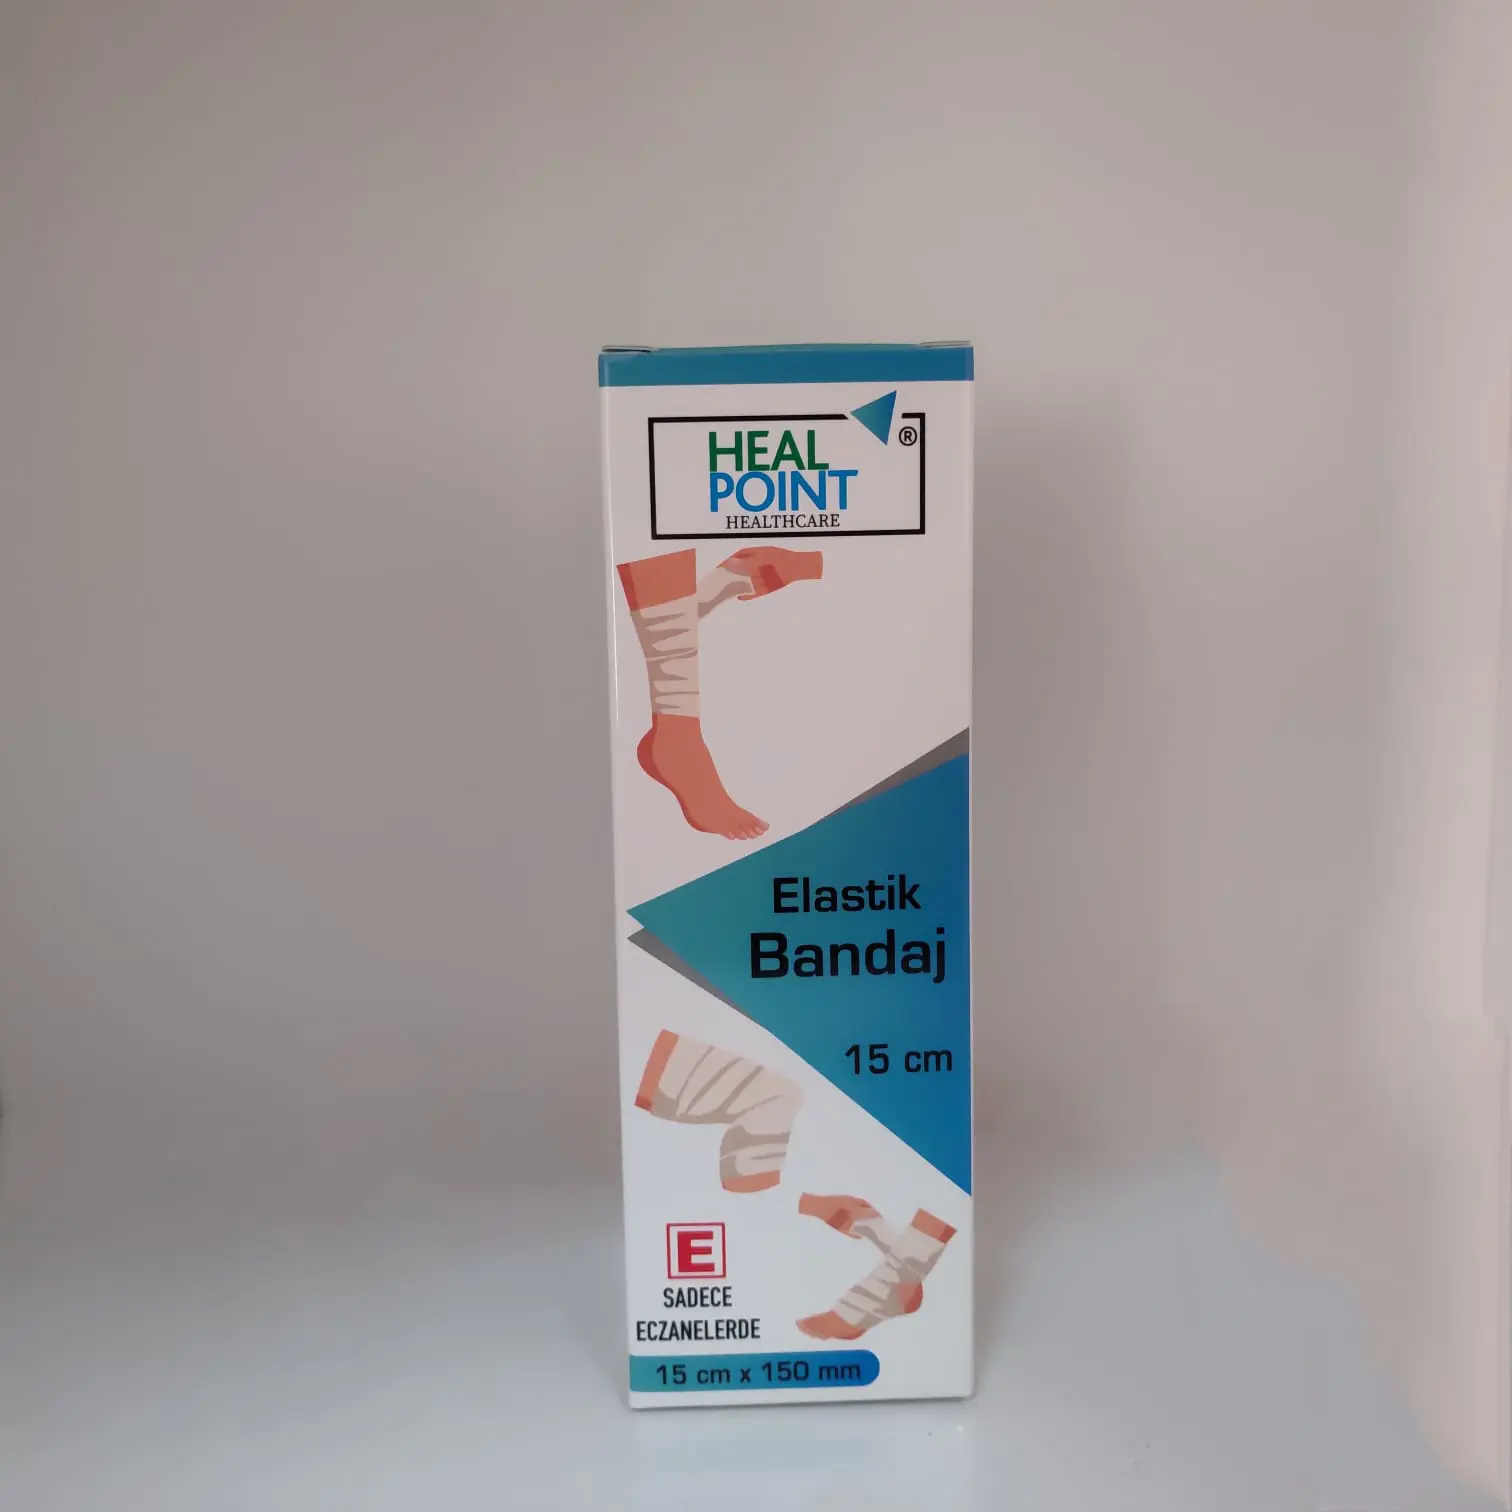 HEAL
POINT
HEALTHCARE
®
Elastik
Bandaj
15 cm
E
SADECE
ECZANELERDE
15 cm x 150 mm